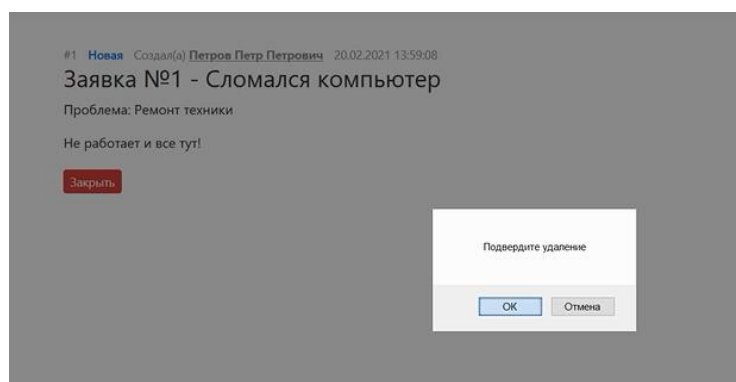 #1 Новая Создал(а) Петров Петр Петрович 20.02.2021 13:59:08
Заявка №1 - Сломался компьютер
Проблема: Ремонт техники
Не работает и все тут!
Закрыть
Подвердите удаление
ОК Отмена